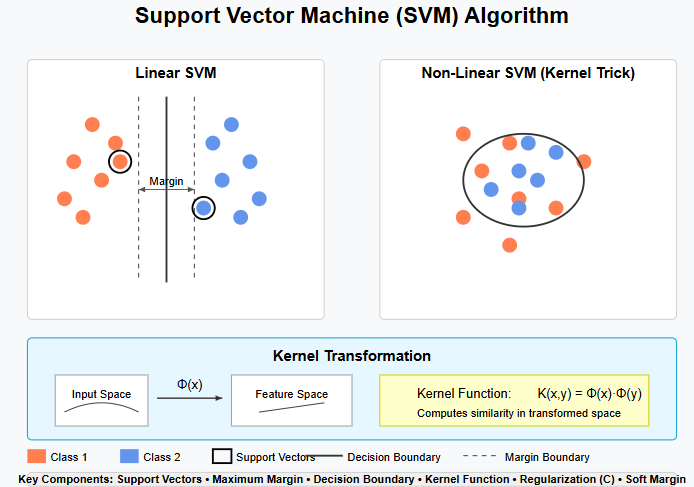 Support Vector Machine (SVM) Algorithm
Linear SVM
Non-Linear SVM (Kernel Trick)
Margin
Kernel Transformation
Input Space
Φ(x)
Feature Space
Kernel Function: K(x,y) = Φ(x)·Φ(y)
Computes similarity in transformed space
Class 1
Class 2
Support Vectors
Decision Boundary
Margin Boundary
Key Components: Support Vectors • Maximum Margin • Decision Boundary • Kernel Function • Regularization (C) • Soft Margin